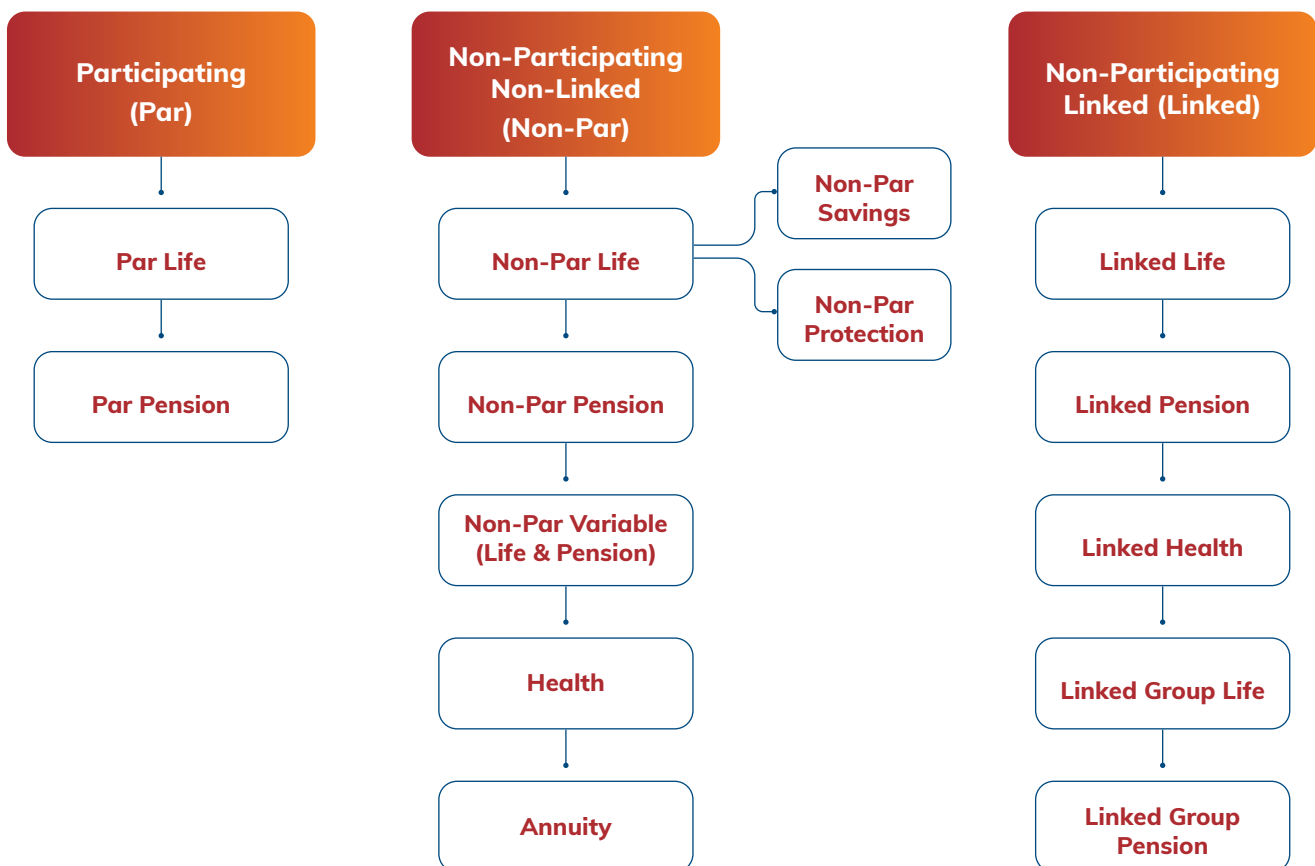 Participating
(Par)
Par Life
Par Pension
Non-Participating
Non-Linked
(Non-Par)
Non-Par Life
Non-Par
Savings
Non-Par
Protection
Non-Par Pension
Non-Par Variable
(Life & Pension)
Health
Annuity
Non-Participating
Linked (Linked)
Linked Life
Linked Pension
Linked Health
Linked Group Life
Linked Group
Pension